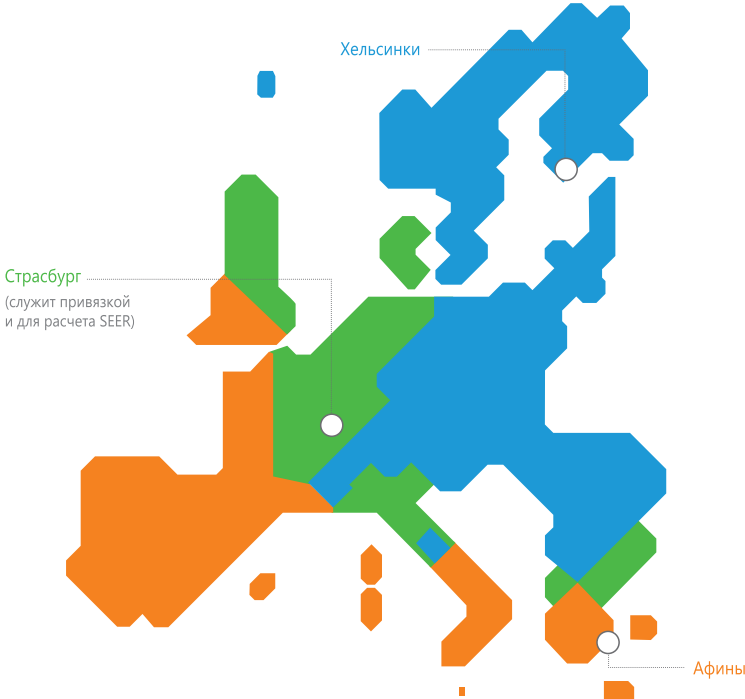 Хельсинки
Страсбург
(служит привязкой
и для расчета SEER)
Афины